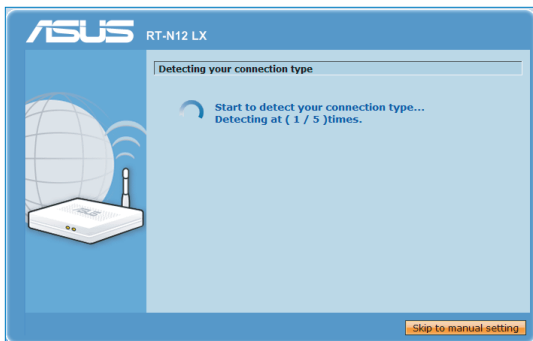 ASUS RT-N12 LX
Detecting your connection type
Start to detect your connection type...
Detecting at ( 1 / 5 )times.
Skip to manual setting